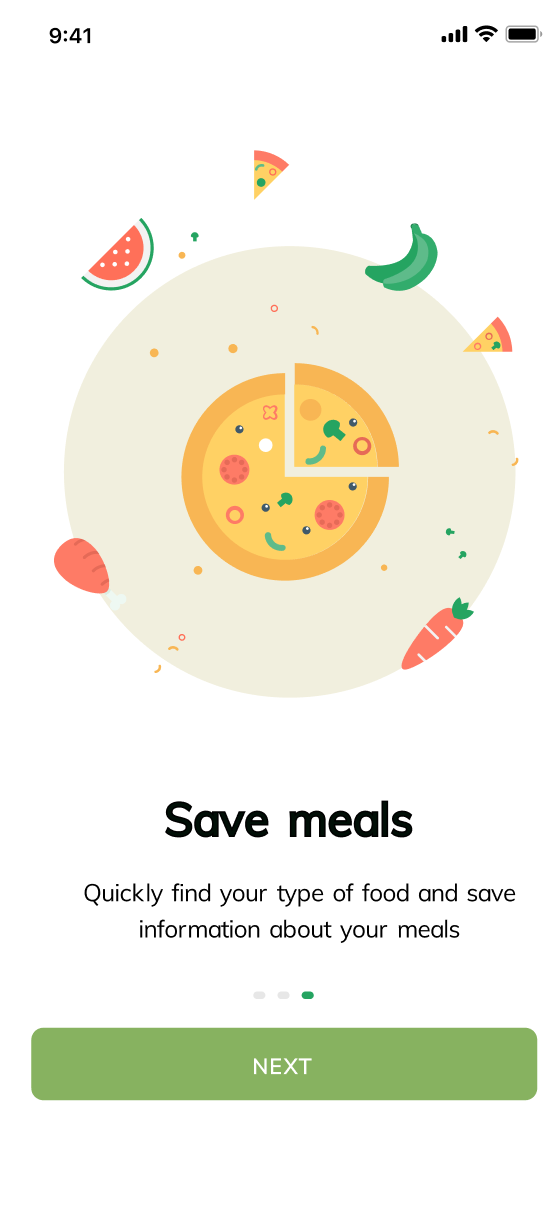 9:41
Save meals
Quickly find your type of food and save
information about your meals
NEXT